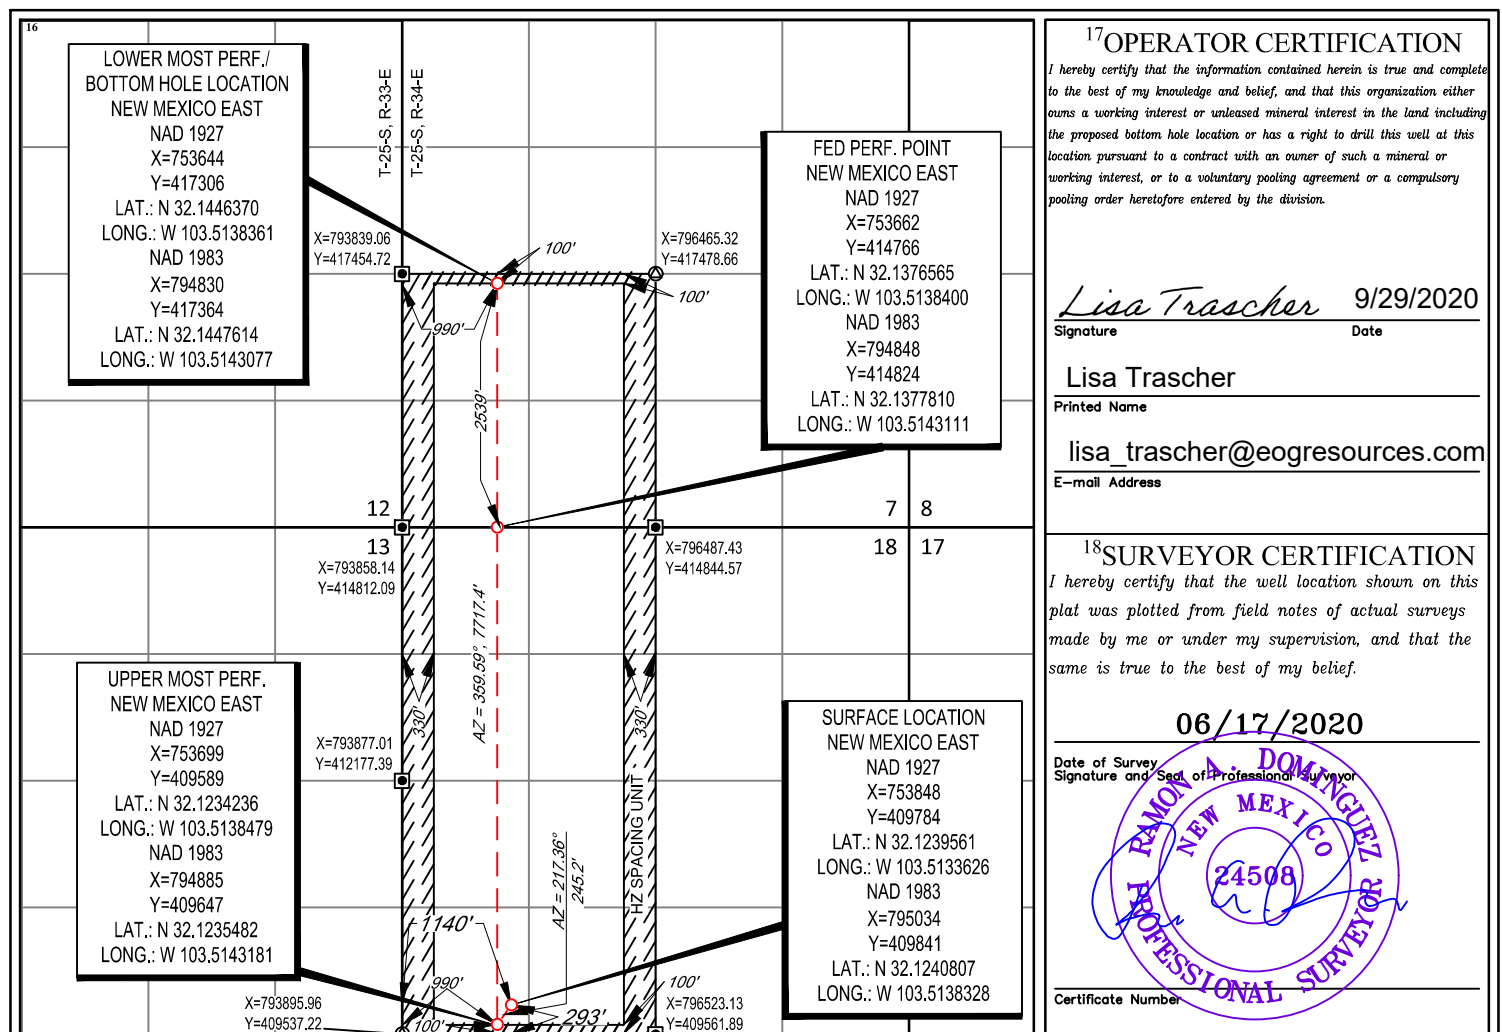 16
LOWER MOST PERF./
BOTTOM HOLE LOCATION
NEW MEXICO EAST
NAD 1927
X=753644
Y=417306
LAT.: N 32.1446370
LONG.: W 103.5138361
NAD 1983
X=794830
Y=417364
LAT.: N 32.1447614
LONG.: W 103.5143077
T-25-S, R-33-E
T-25-S, R-34-E
FED PERF. POINT
NEW MEXICO EAST
NAD 1927
X=753662
Y=414766
LAT.: N 32.1376565
LONG.: W 103.5138400
NAD 1983
X=794848
Y=414824
LAT.: N 32.1377810
LONG.: W 103.5143111
X=793839.06
Y=417454.72
100'
X=796465.32
Y=417478.66
100'
990'
2539'
12
7 8
13
18 17
X=793858.14
Y=414812.09
X=796487.43
Y=414844.57
AZ = 359.59°, 7717.4'
330'
330'
UPPER MOST PERF.
NEW MEXICO EAST
NAD 1927
X=753699
Y=409589
LAT.: N 32.1234236
LONG.: W 103.5138479
NAD 1983
X=794885
Y=409647
LAT.: N 32.1235482
LONG.: W 103.5143181
X=793877.01
Y=412177.39
HZ SPACING UNIT
AZ = 217.36°
245.2'
SURFACE LOCATION
NEW MEXICO EAST
NAD 1927
X=753848
Y=409784
LAT.: N 32.1239561
LONG.: W 103.5133626
NAD 1983
X=795034
Y=409841
LAT.: N 32.1240807
LONG.: W 103.5138328
1140'
990'
100'
293'
100'
X=793895.96
Y=409537.22
X=796523.13
Y=409561.89
17OPERATOR CERTIFICATION
I hereby certify that the information contained herein is true and complete
to the best of my knowledge and belief, and that this organization either
owns a working interest or unleased mineral interest in the land including
the proposed bottom hole location or has a right to drill this well at this
location pursuant to a contract with an owner of such a mineral or
working interest, or to a voluntary pooling agreement or a compulsory
pooling order heretofore entered by the division.
Lisa Trascher 9/29/2020
Signature Date
Lisa Trascher
Printed Name
lisa_trascher@eogresources.com
E-mail Address
18SURVEYOR CERTIFICATION
I hereby certify that the well location shown on this
plat was plotted from field notes of actual surveys
made by me or under my supervision, and that the
same is true to the best of my belief.
06/17/2020
Date of Survey
Signature and Seal of Professional Surveyor
RAMON A. DOMINGUEZ
NEW MEXICO
24508
PROFESSIONAL SURVEYOR
Certificate Number